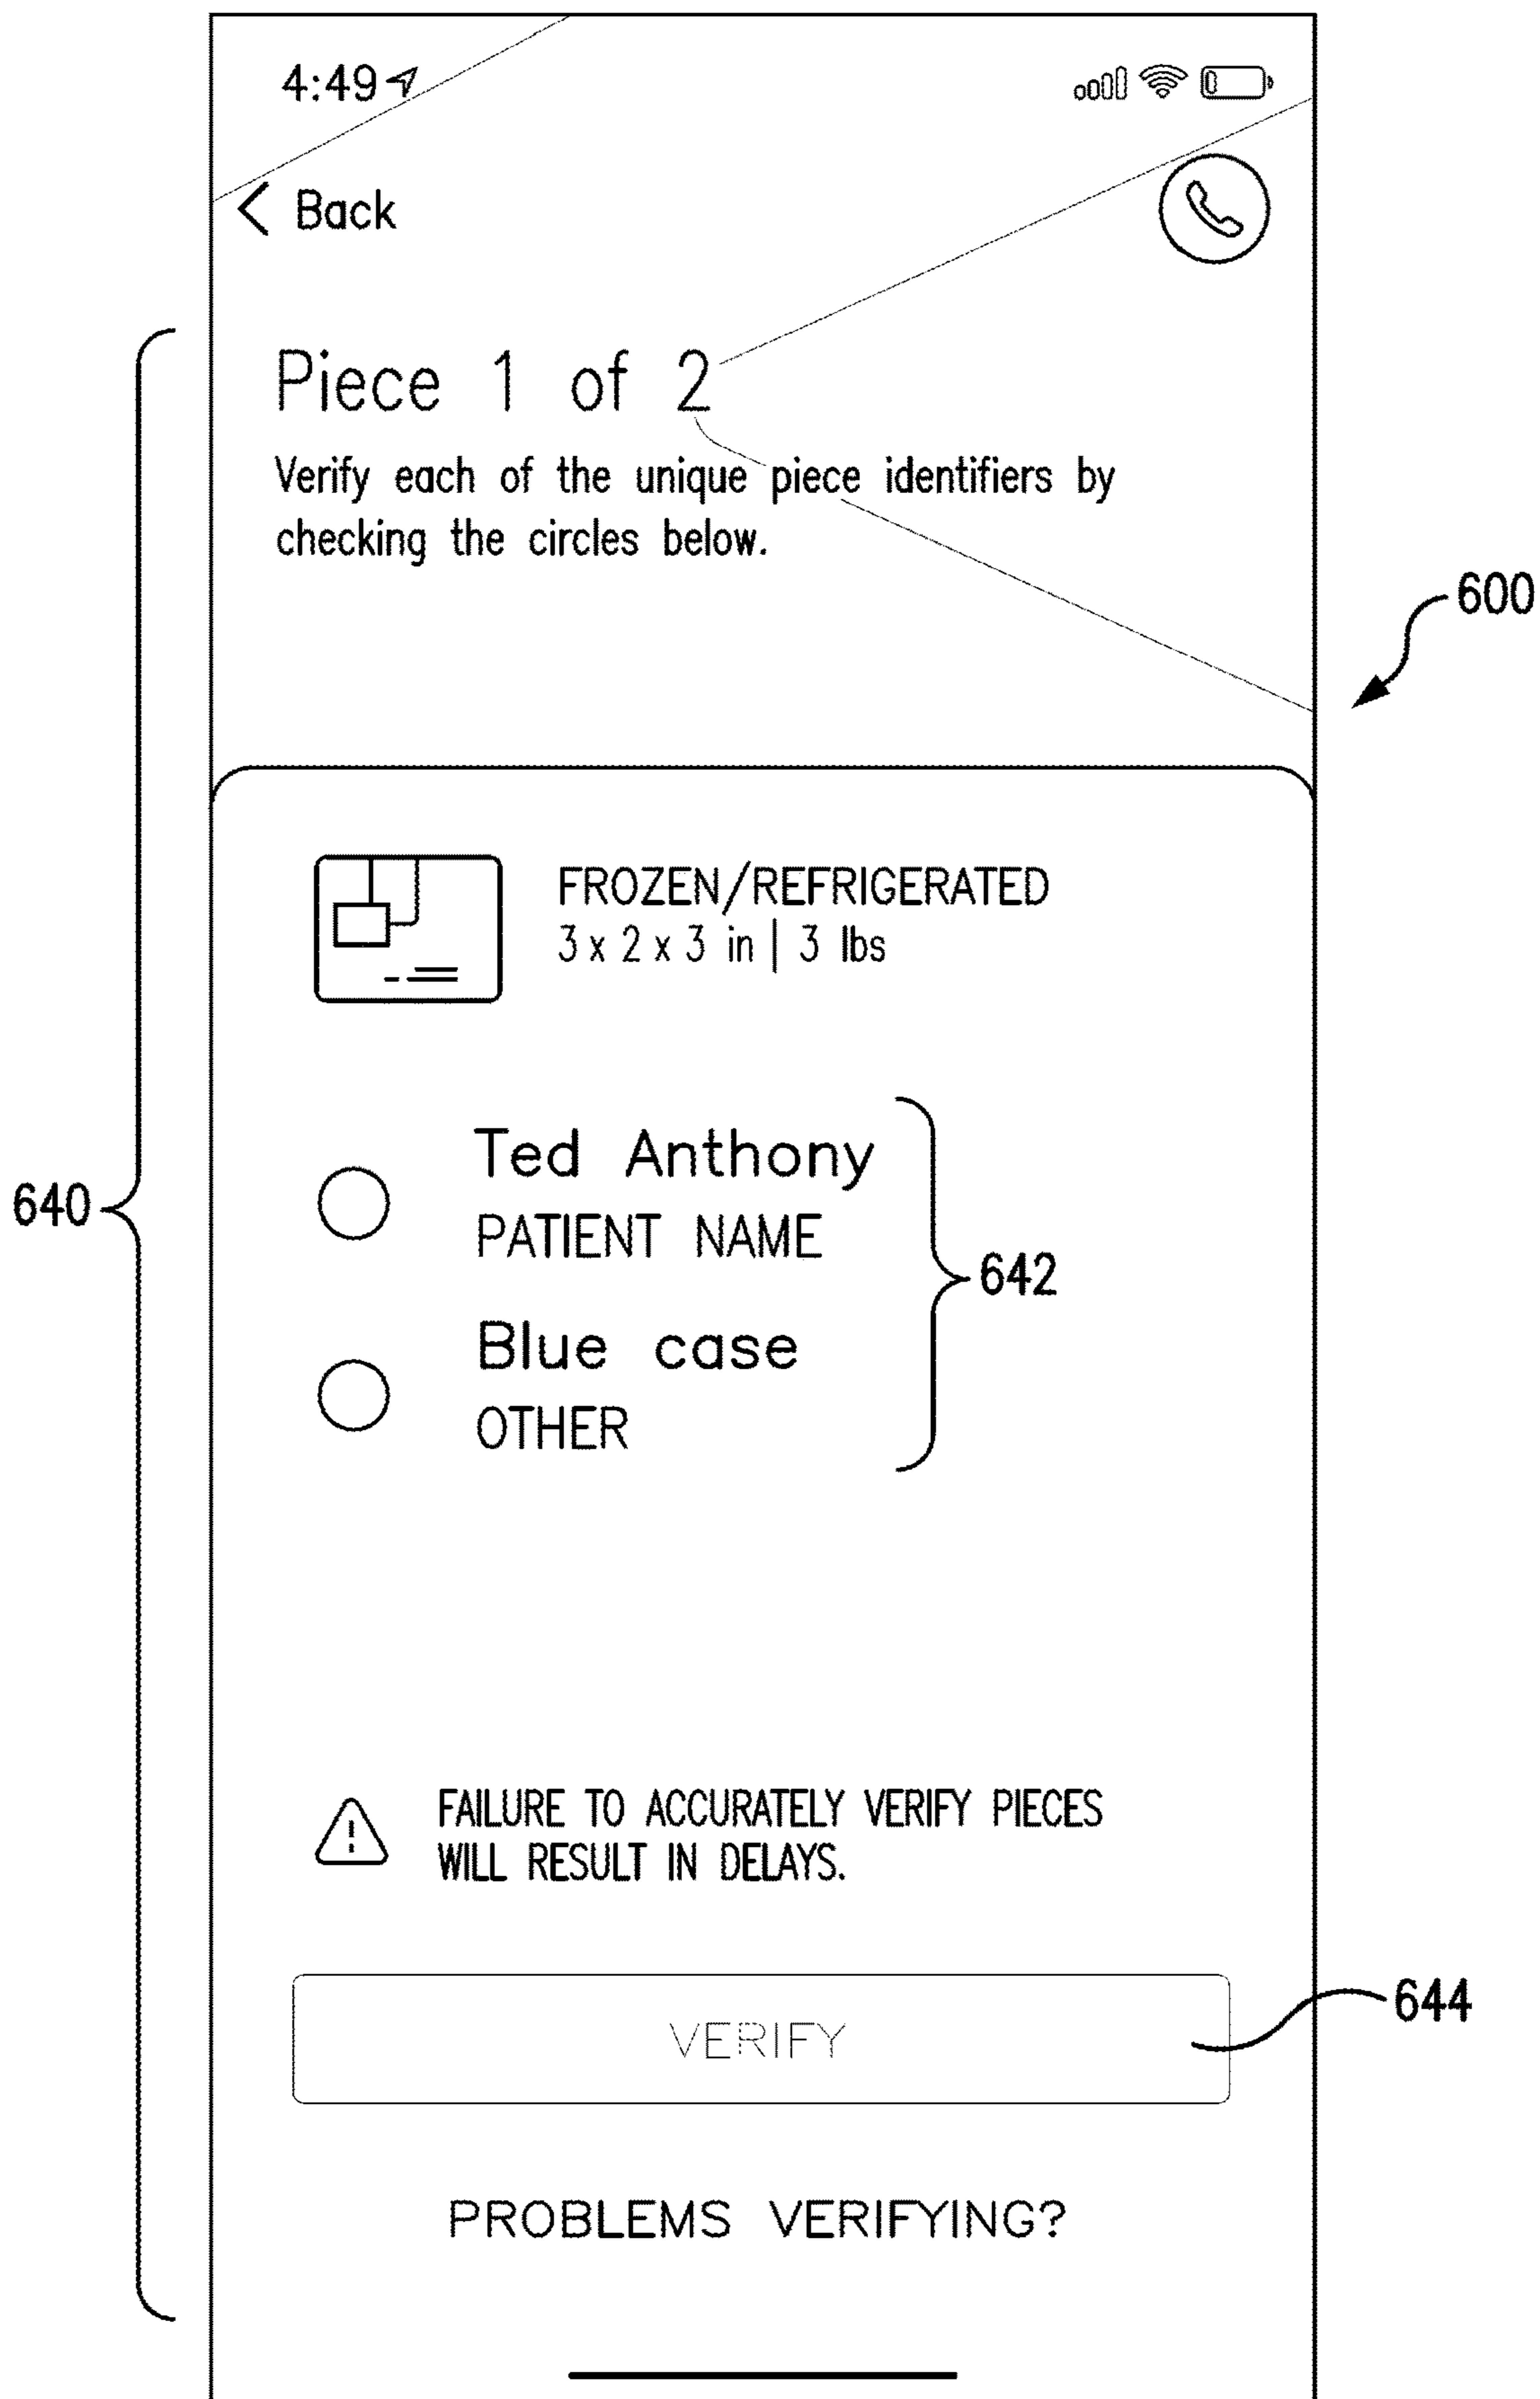 4:49
Back
Piece 1 of 2
Verify each of the unique piece identifiers by
checking the circles below.
600
FROZEN/REFRIGERATED
3 x 2 x 3 in | 3 lbs
Ted Anthony
PATIENT NAME
640
642
Blue case
OTHER
FAILURE TO ACCURATELY VERIFY PIECES
WILL RESULT IN DELAYS.
644
VERIFY
PROBLEMS VERIFYING?